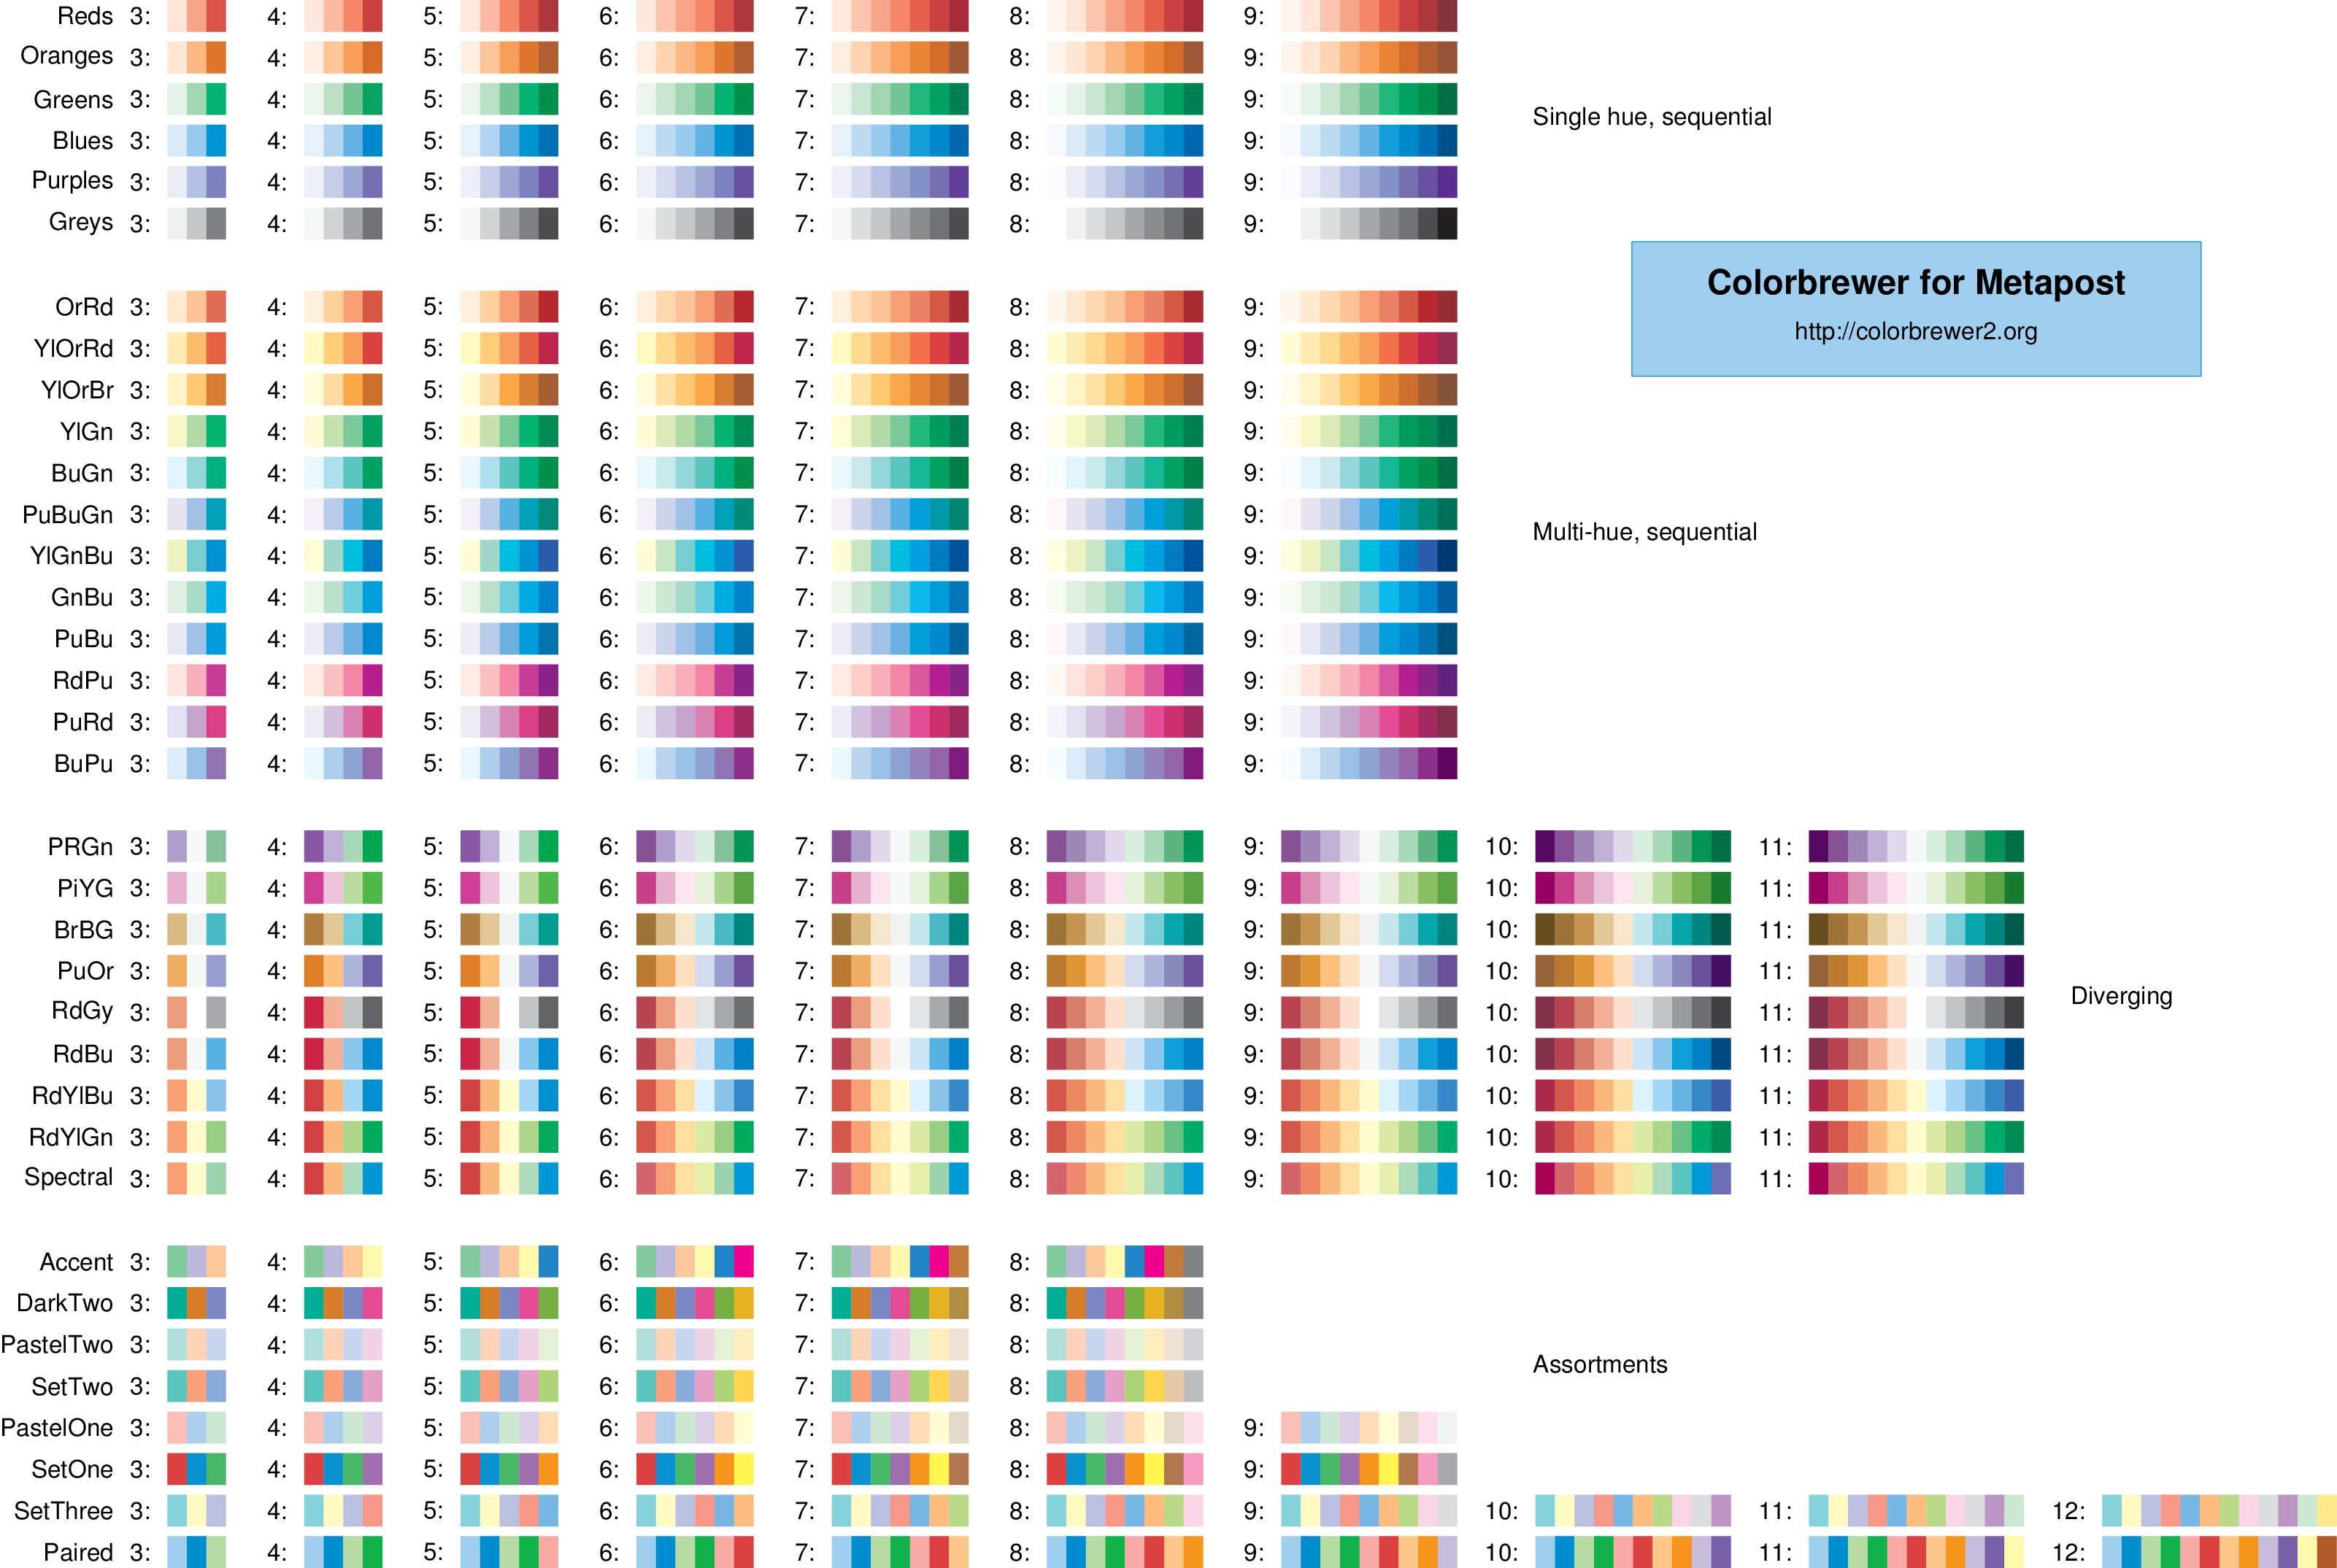 Reds 3: 4: 5: 6: 7: 8: 9:
Oranges 3: 4: 5: 6: 7: 8: 9:
Greens 3: 4: 5: 6: 7: 8: 9:
Single hue, sequential
Blues 3: 4: 5: 6: 7: 8: 9:
Purples 3: 4: 5: 6: 7: 8: 9:
Greys 3: 4: 5: 6: 7: 8: 9:
Colorbrewer for Metapost
http://colorbrewer2.org
OrRd 3: 4: 5: 6: 7: 8: 9:
YlOrRd 3: 4: 5: 6: 7: 8: 9:
YlOrBr 3: 4: 5: 6: 7: 8: 9:
YlGn 3: 4: 5: 6: 7: 8: 9:
BuGn 3: 4: 5: 6: 7: 8: 9:
PuBuGn 3: 4: 5: 6: 7: 8: 9:
Multi-hue, sequential
YlGnBu 3: 4: 5: 6: 7: 8: 9:
GnBu 3: 4: 5: 6: 7: 8: 9:
PuBu 3: 4: 5: 6: 7: 8: 9:
RdPu 3: 4: 5: 6: 7: 8: 9:
PuRd 3: 4: 5: 6: 7: 8: 9:
BuPu 3: 4: 5: 6: 7: 8: 9:
PRGn 3: 4: 5: 6: 7: 8: 9: 10: 11:
PiYG 3: 4: 5: 6: 7: 8: 9: 10: 11:
BrBG 3: 4: 5: 6: 7: 8: 9: 10: 11:
PuOr 3: 4: 5: 6: 7: 8: 9: 10: 11:
Diverging
RdGy 3: 4: 5: 6: 7: 8: 9: 10: 11:
RdBu 3: 4: 5: 6: 7: 8: 9: 10: 11:
RdYlBu 3: 4: 5: 6: 7: 8: 9: 10: 11:
RdYlGn 3: 4: 5: 6: 7: 8: 9: 10: 11:
Spectral 3: 4: 5: 6: 7: 8: 9: 10: 11:
Accent 3: 4: 5: 6: 7: 8:
DarkTwo 3: 4: 5: 6: 7: 8:
PastelTwo 3: 4: 5: 6: 7: 8:
Assortments
SetTwo 3: 4: 5: 6: 7: 8:
PastelOne 3: 4: 5: 6: 7: 8: 9:
SetOne 3: 4: 5: 6: 7: 8: 9:
SetThree 3: 4: 5: 6: 7: 8: 9: 10: 11: 12:
Paired 3: 4: 5: 6: 7: 8: 9: 10: 11: 12: